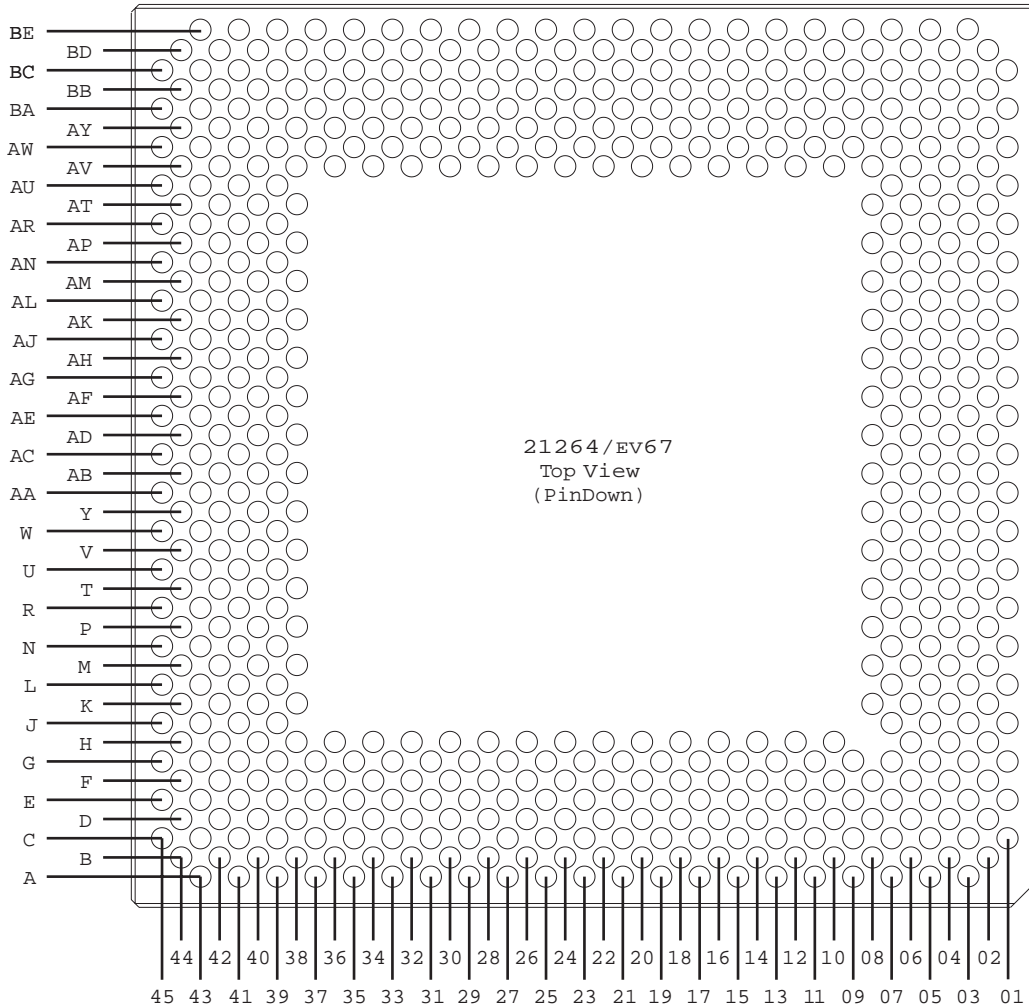 BE
BD
BC
BB
BA
AY
AW
AV
AU
AT
AR
AP
AN
AM
AL
AK
AJ
AH
AG
AF
AE
AD
AC
AB
AA
Y
W
V
U
T
R
P
N
M
L
K
J
H
G
F
E
D
C
B
A
21264/EV67
Top View
(PinDown)
44 42 40 38 36 34 32 30 28 26 24 22 20 18 16 14 12 10 08 06 04 02
45 43 41 39 37 35 33 31 29 27 25 23 21 19 17 15 13 11 09 07 05 03 01